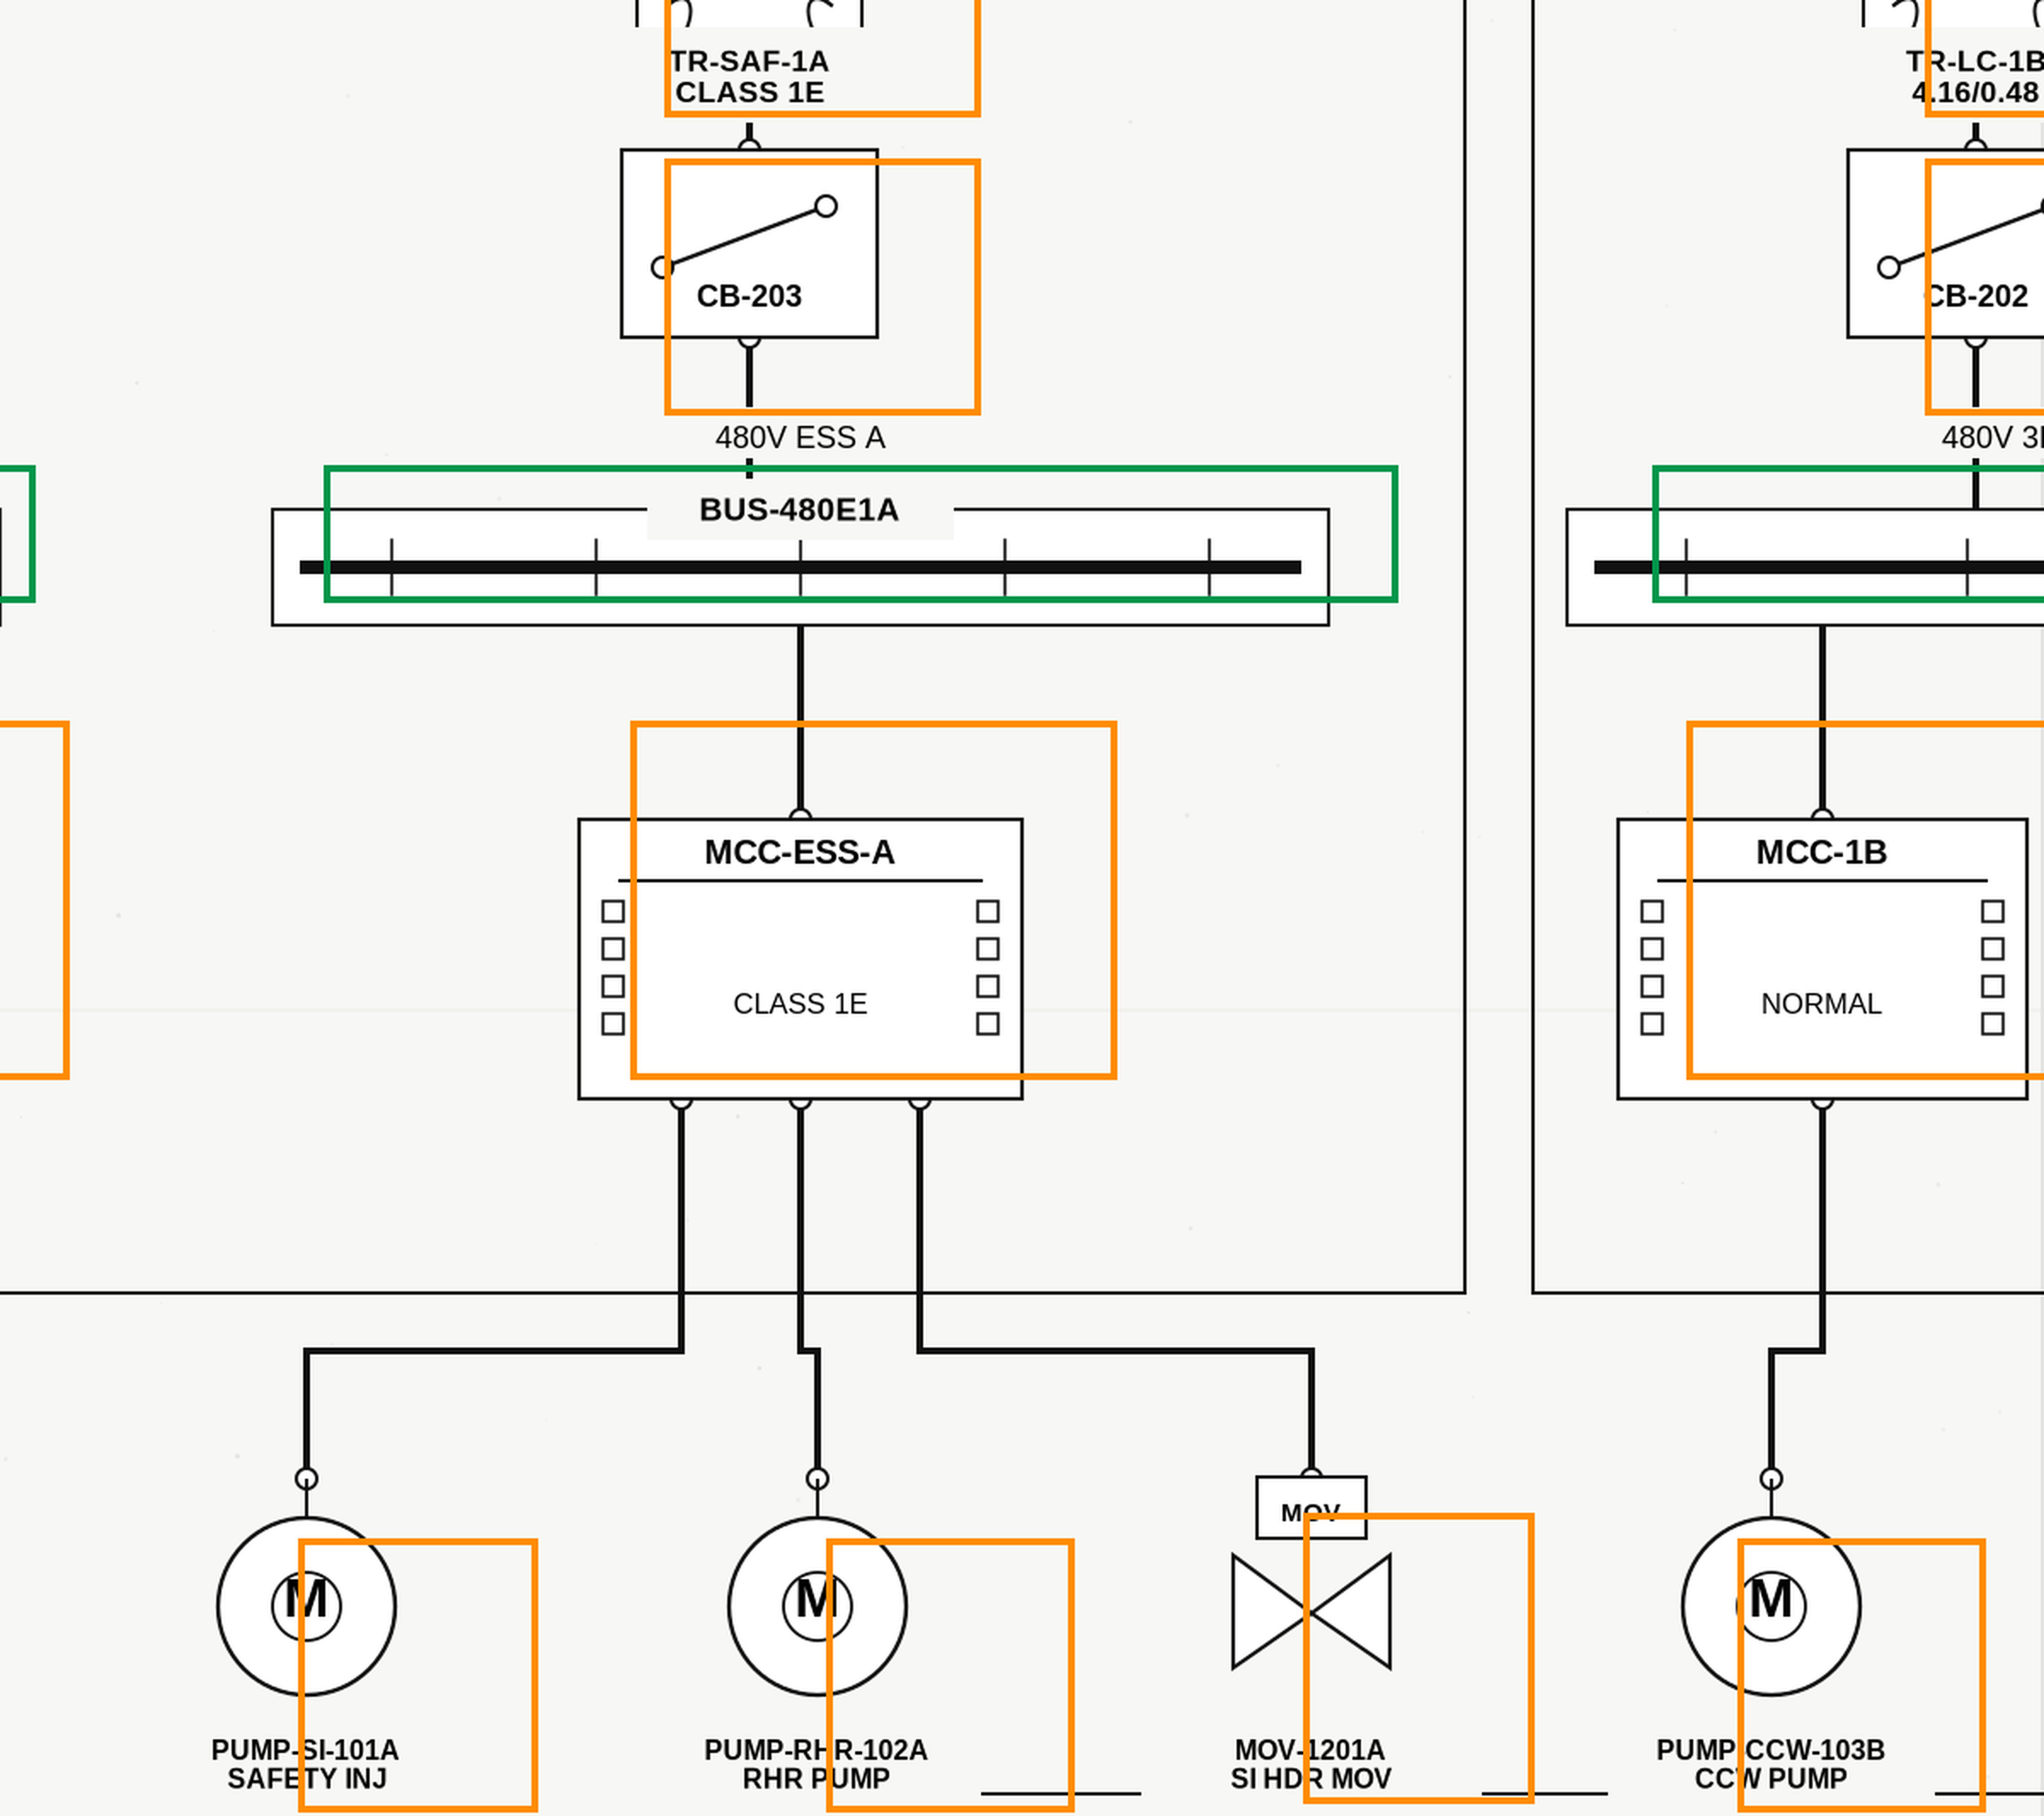 TR-SAF-1A
CLASS 1E
TR-LC-1B
4.16/0.48
CB-203
CB-202
480V ESS A
480V
BUS-480E1A
MCC-ESS-A
MCC-1B
CLASS 1E
NORMAL
MOV
M
M
M
PUMP-SI-101A
SAFETY INJ
PUMP-RHR-102A
RHR PUMP
MOV-1201A
SI HDR MOV
PUMP-CCW-103B
CCW PUMP